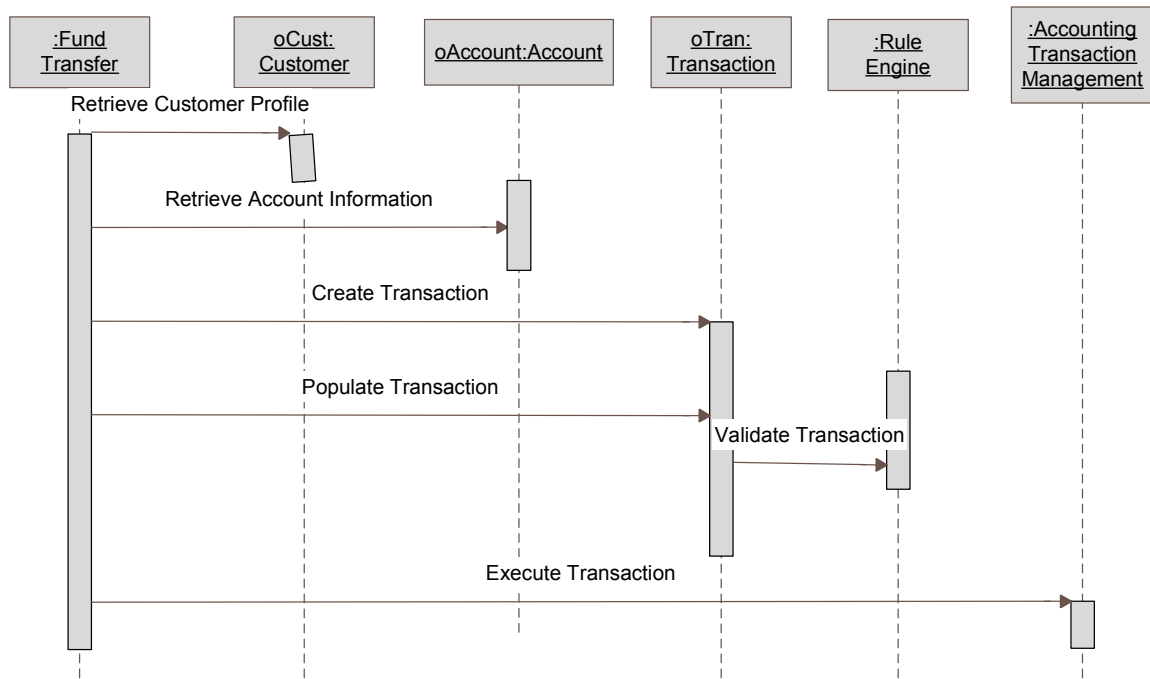 :Fund
Transfer
oCust:
Customer
oAccount:Account
oTran:
Transaction
:Rule
Engine
:Accounting
Transaction
Management
Retrieve Customer Profile
Retrieve Account Information
Create Transaction
Populate Transaction
Validate Transaction
Execute Transaction